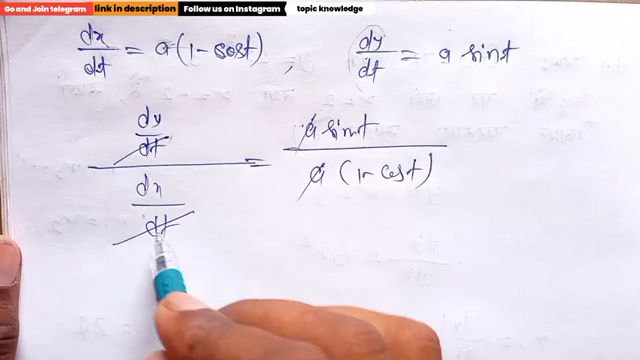 Go and Join telegram link in description Follow us on Instagram topic knowledge
dx/dt = a(1-cost), dy/dt = a sint
dy/dt / dx/dt = a sint / a (1-cost)